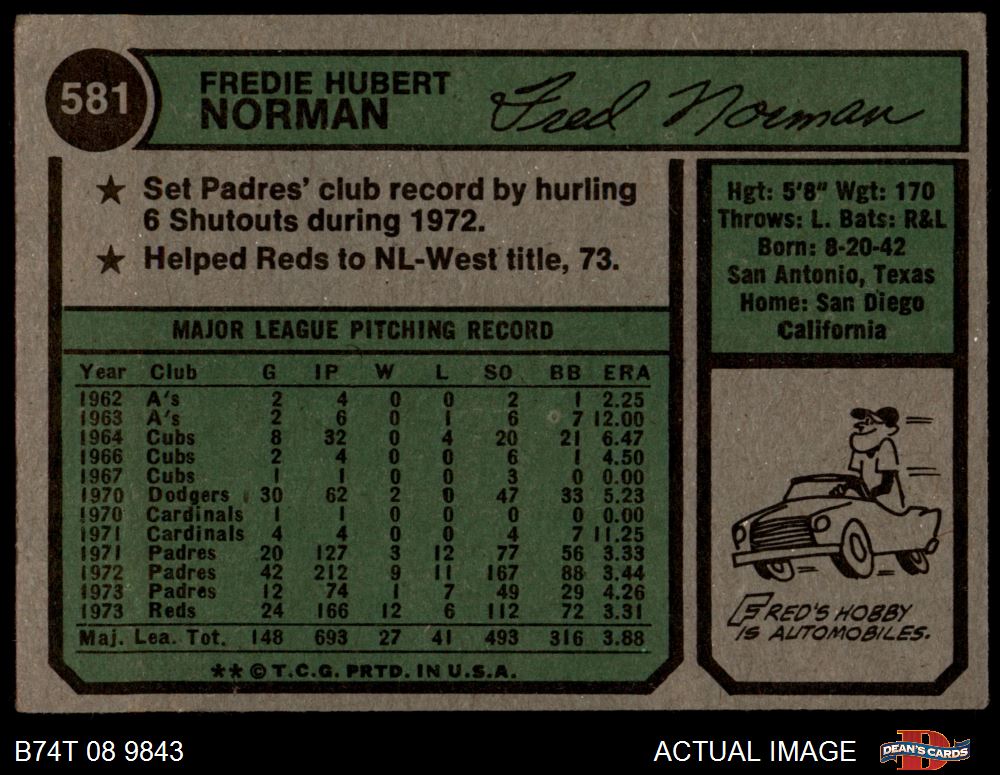 581
FREDIE HUBERT
NORMAN
Fred Norman
★ Set Padres' club record by hurling
6 Shutouts during 1972.
★ Helped Reds to NL-West title, 73.
Hgt: 5'8" Wgt: 170
Throws: L. Bats: R&L
Born: 8-20-42
San Antonio, Texas
Home: San Diego
California
MAJOR LEAGUE PITCHING RECORD
Year Club G IP W L SO BB ERA
1962 A's 2 4 0 0 2 1 2.25
1963 A's 2 6 0 1 6 7 12.00
1964 Cubs 8 32 0 4 20 21 6.47
1966 Cubs 2 4 0 0 6 1 4.50
1967 Cubs 1 1 0 0 3 0 0.00
1970 Dodgers 30 62 2 0 47 33 5.23
1970 Cardinals 1 1 0 0 0 0 0.00
1971 Cardinals 4 4 0 0 4 7 11.25
1971 Padres 20 127 3 12 77 56 3.33
1972 Padres 42 212 9 11 167 88 3.44
1973 Padres 12 74 1 7 49 29 4.26
1973 Reds 24 166 12 6 112 72 3.31
Maj. Lea. Tot. 148 693 27 41 493 316 3.88
** © T.C.G. PRTD. IN U.S.A.
FRED'S HOBBY
IS AUTOMOBILES.
B74T 08 9843
ACTUAL IMAGE
D
DEAN'S CARDS